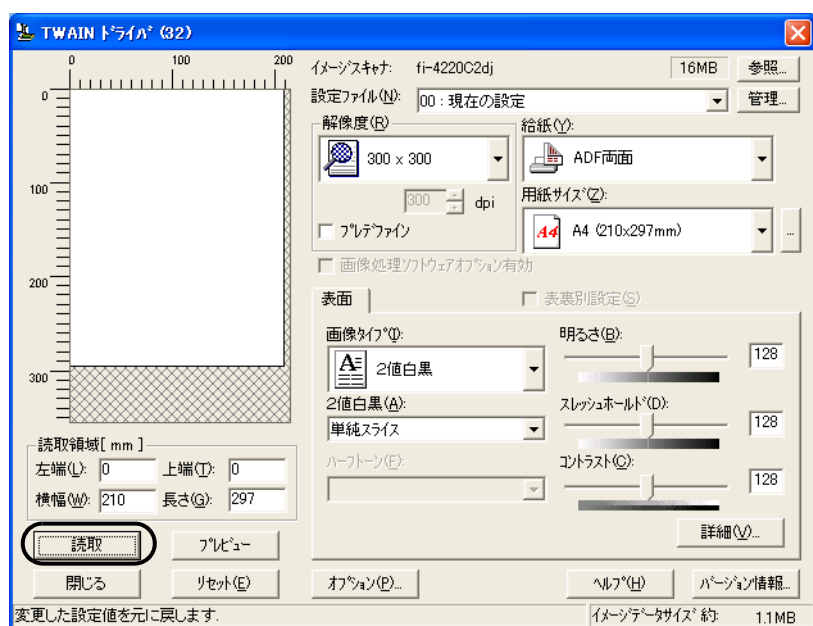 TWAIN ﾄﾞﾗｲﾊﾞ (32)
0 100 200
0
100
200
300
ｲﾒｰｼﾞｽｷｬﾅ: fi-4220C2dj 16MB 参照...
設定ﾌｧｲﾙ(N): 00 : 現在の設定 管理...
解像度(R)
300 × 300
300 dpi
ﾌﾟﾚﾃﾞﾌｧｲﾝ
給紙(Y):
ADF両面
用紙ｻｲｽﾞ(Z):
A4 A4 (210x297mm) ...
画像処理ｿﾌﾄｳｪｱｵﾌﾟｼｮﾝ有効
表面 表裏別設定(S)
画像ﾀｲﾌﾟ(I):
A 2値白黒
2値白黒(A):
単純ｽﾗｲｽ
ﾊｰﾌﾄｰﾝ(F):
明るさ(B):
128
ｽﾚｯｼｭﾎｰﾙﾄﾞ(D):
128
ｺﾝﾄﾗｽﾄ(C):
128
詳細(V)...
読取領域[ mm ]
左端(L): 0 上端(T): 0
横幅(W): 210 長さ(G): 297
読取 ﾌﾟﾚﾋﾞｭｰ
閉じる ﾘｾｯﾄ(E) ｵﾌﾟｼｮﾝ(P)... ﾍﾙﾌﾟ(H) ﾊﾞｰｼﾞｮﾝ情報...
変更した設定値を元に戻します. ｲﾒｰｼﾞﾃﾞｰﾀｻｲｽﾞ 約: 1.1MB